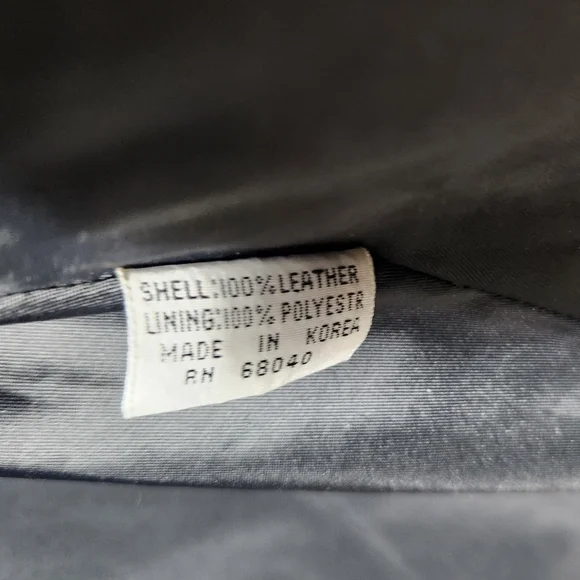 SHELL:100% LEATHER
LINING:100% POLYESTR
MADE IN KOREA
RN 68040